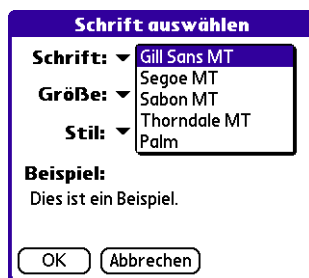 Schrift auswählen
Schrift: Gill Sans MT
Segoe MT
Größe: Sabon MT
Thorndale MT
Stil: Palm
Beispiel:
Dies ist ein Beispiel.
OK Abbrechen